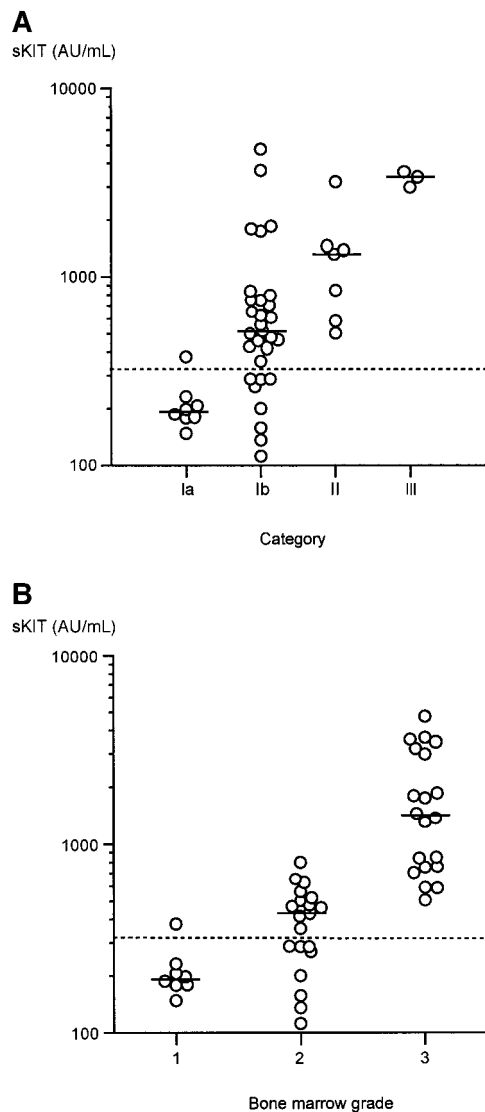 A
sKIT (AU/mL)
10000
1000
100
Ia Ib II III
Category
B
sKIT (AU/mL)
10000
1000
100
1 2 3
Bone marrow grade